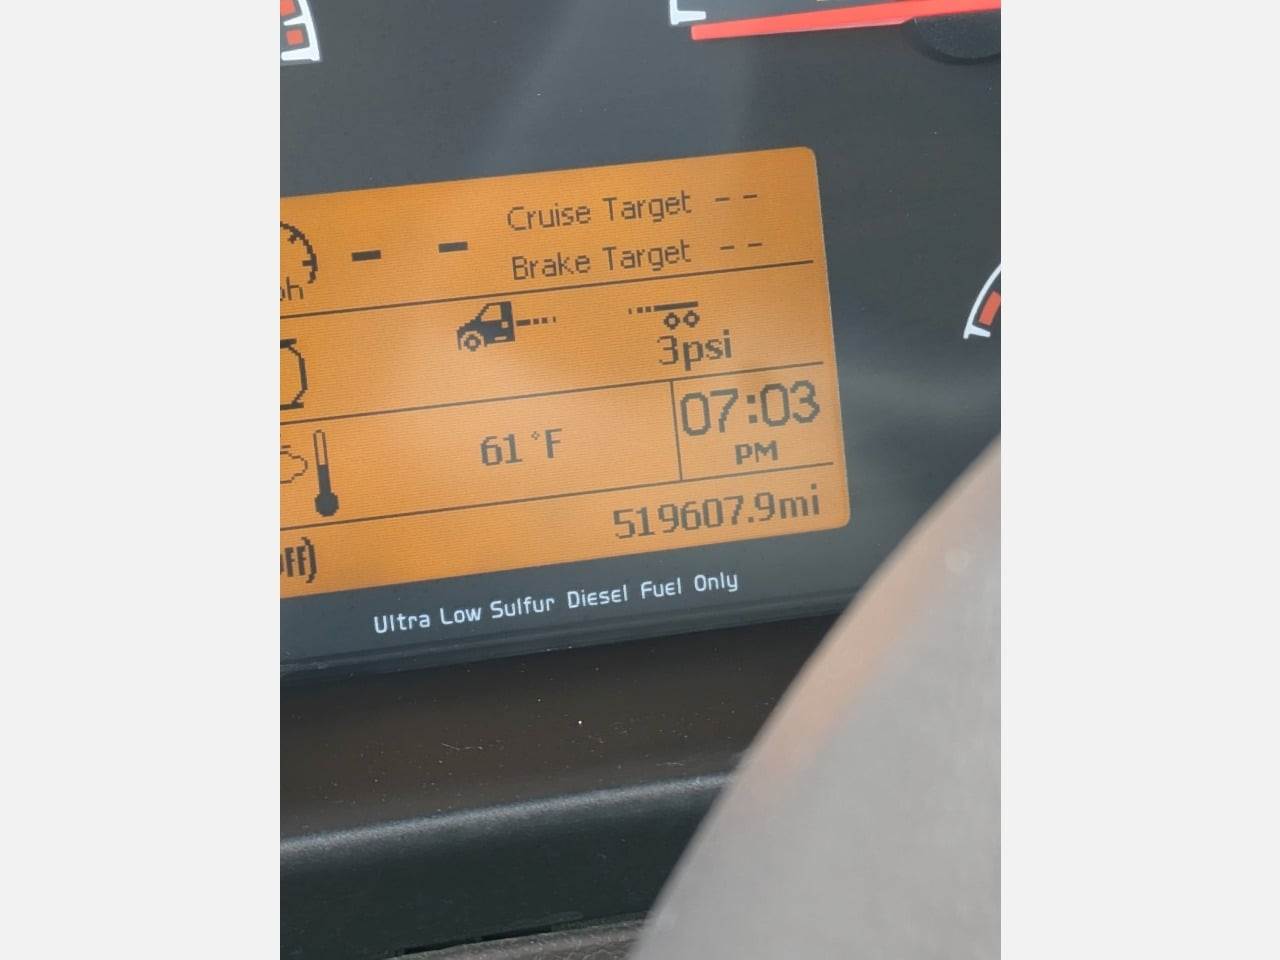 Cruise Target --
- - Brake Target --
3psi
61°F 07:03
PM
519607.9mi
Ultra Low Sulfur Diesel Fuel Only